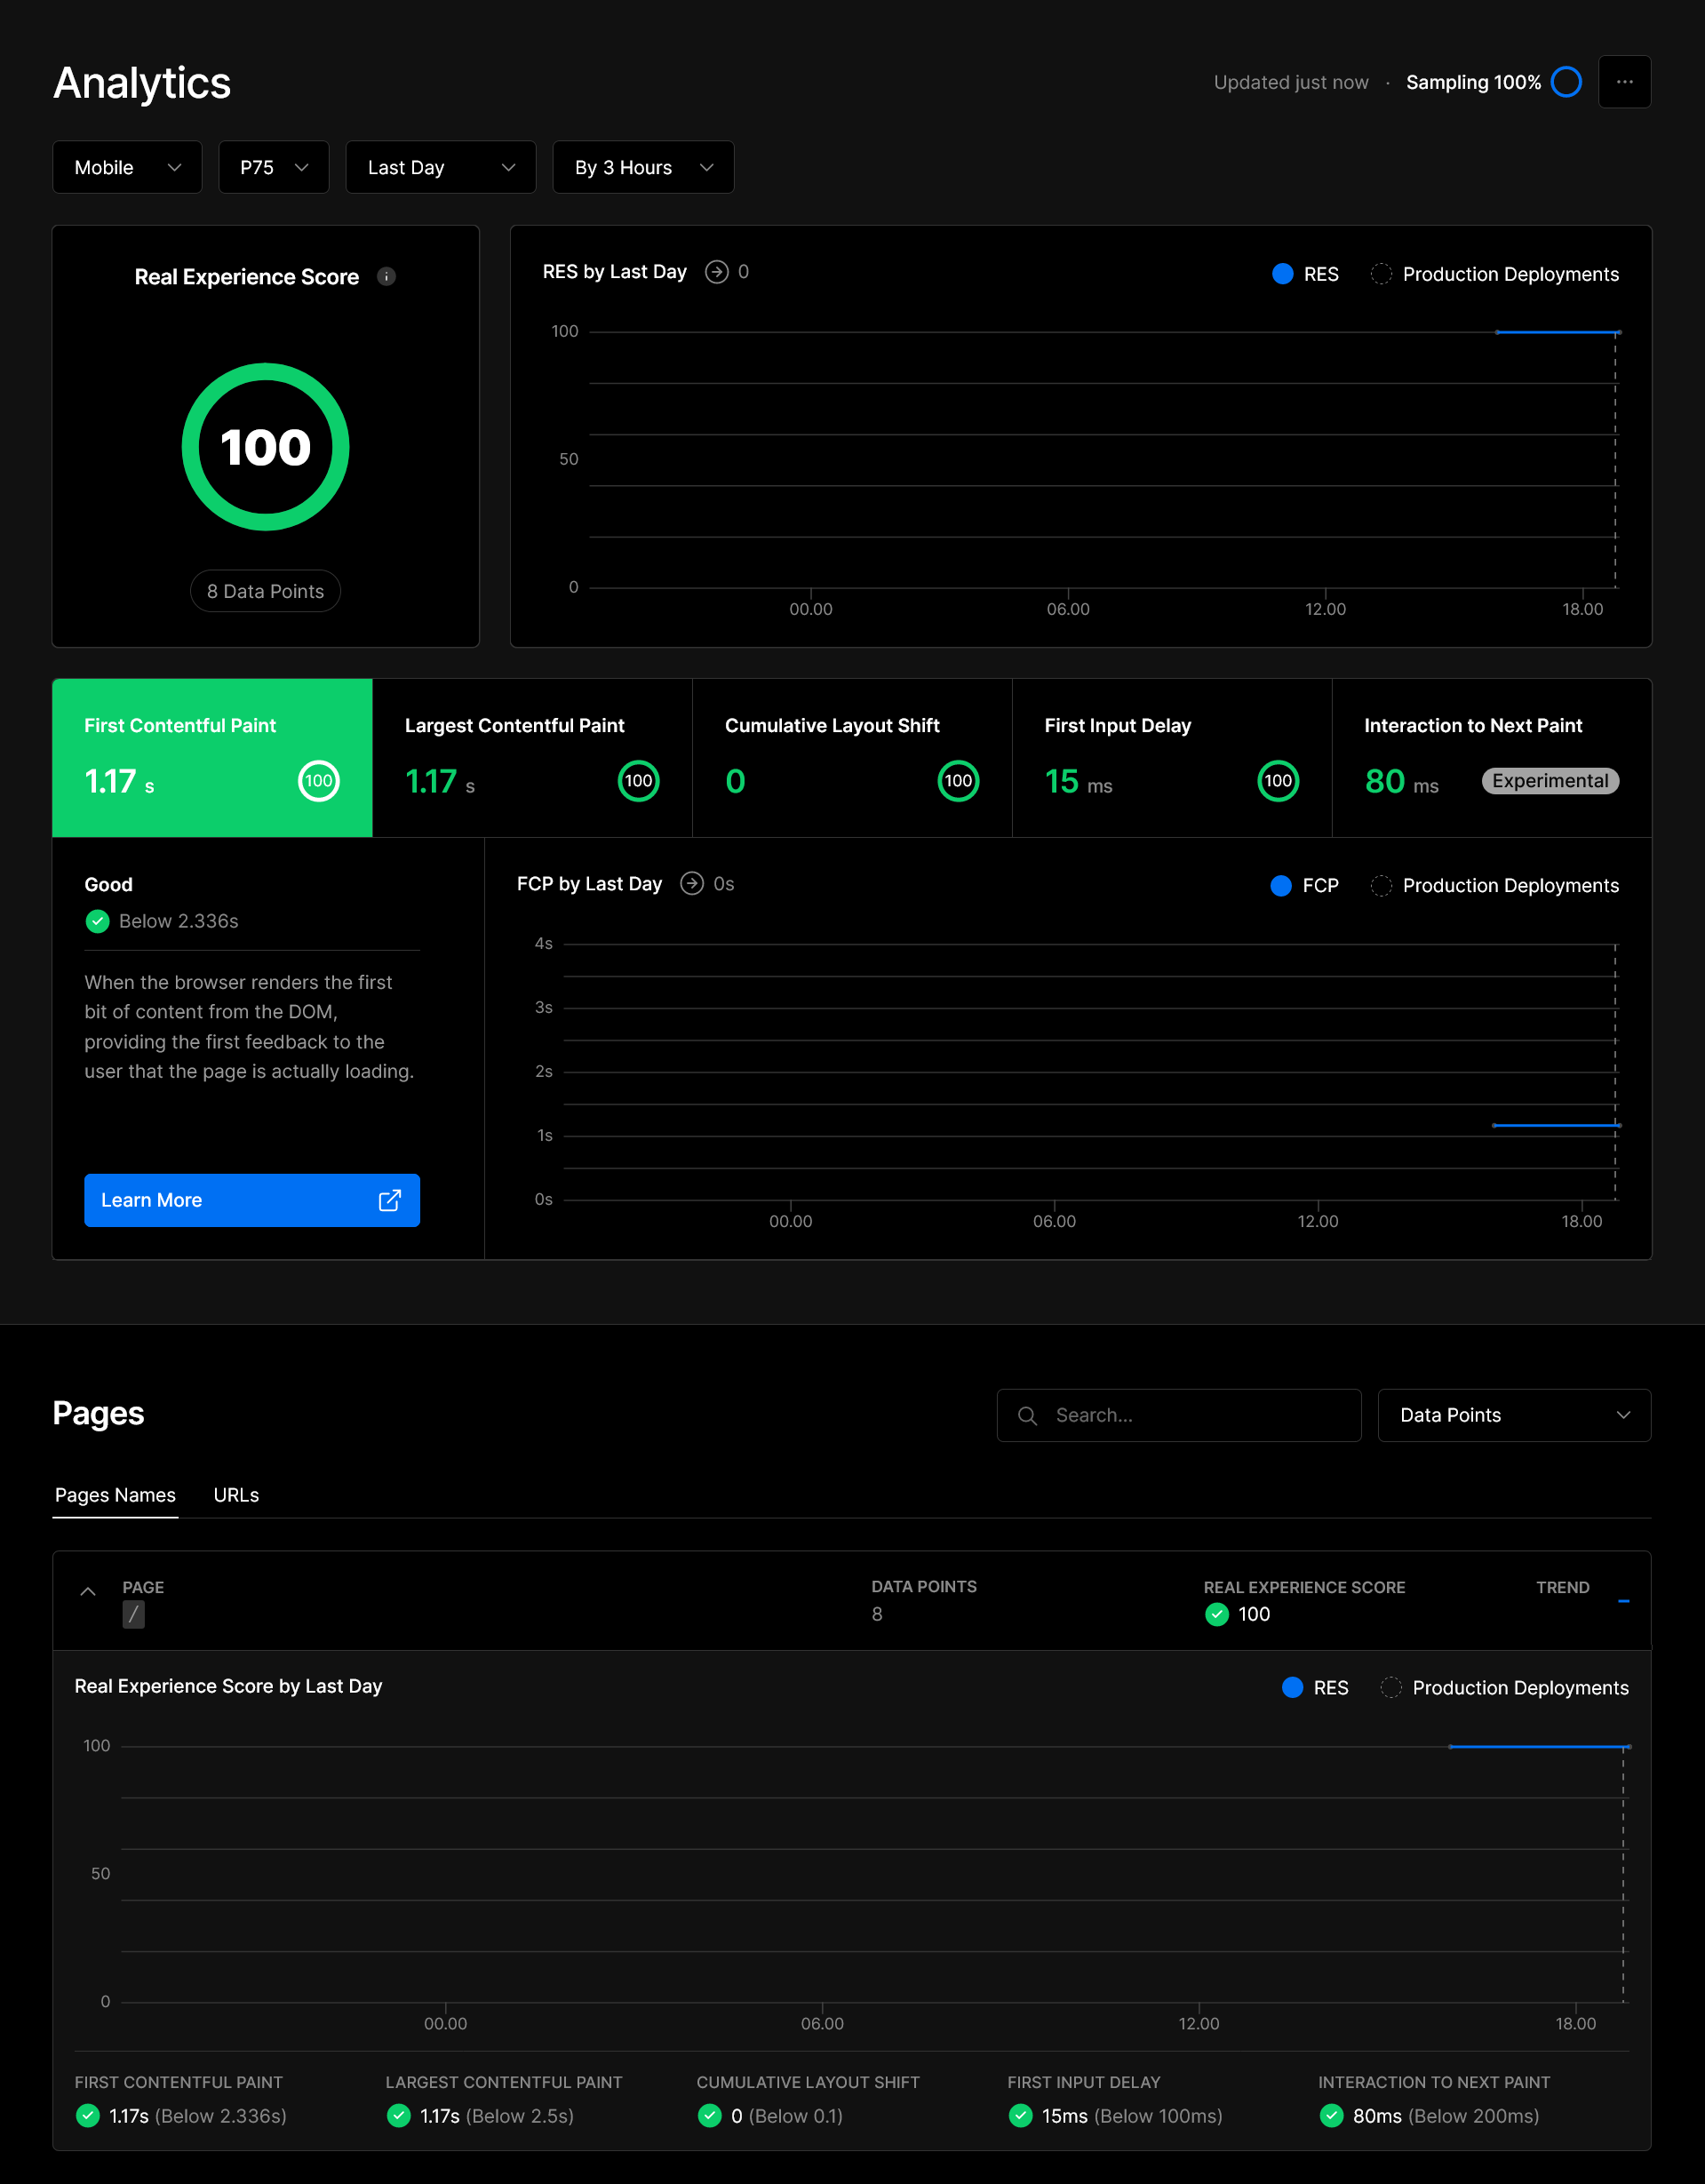 Analytics
Updated just now · Sampling 100%
Mobile
P75
Last Day
By 3 Hours
Real Experience Score
100
8 Data Points
RES by Last Day 0
RES
Production Deployments
100
50
0
00.00 06.00 12.00 18.00
First Contentful Paint
1.17 s
100
Largest Contentful Paint
1.17 s
100
Cumulative Layout Shift
0
100
First Input Delay
15 ms
100
Interaction to Next Paint
80 ms
Experimental
Good
Below 2.336s
When the browser renders the first
bit of content from the DOM,
providing the first feedback to the
user that the page is actually loading.
Learn More
FCP by Last Day 0s
FCP
Production Deployments
4s
3s
2s
1s
0s
00.00 06.00 12.00 18.00
Pages
Search...
Data Points
Pages Names
URLs
PAGE
/
DATA POINTS
8
REAL EXPERIENCE SCORE
100
TREND
Real Experience Score by Last Day
RES
Production Deployments
100
50
0
00.00 06.00 12.00 18.00
FIRST CONTENTFUL PAINT
1.17s (Below 2.336s)
LARGEST CONTENTFUL PAINT
1.17s (Below 2.5s)
CUMULATIVE LAYOUT SHIFT
0 (Below 0.1)
FIRST INPUT DELAY
15ms (Below 100ms)
INTERACTION TO NEXT PAINT
80ms (Below 200ms)